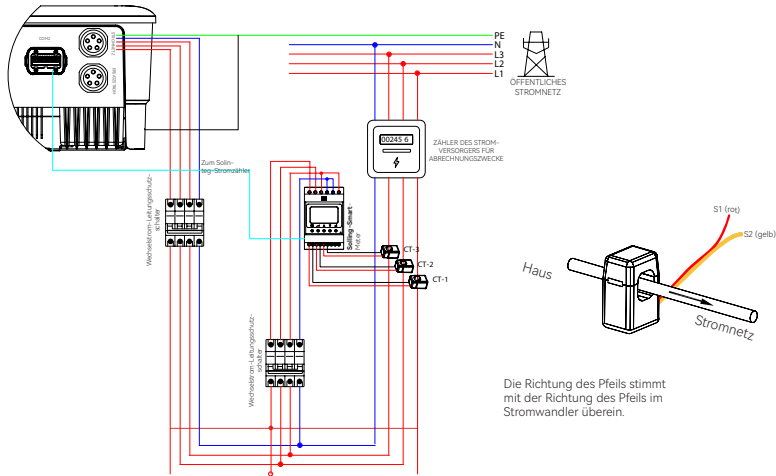 COM2
PE
N
L3
L2
L1
ÖFFENTLICHES
STROMNETZ
00245 6
ZÄHLER DES STROM-
VERSORGERS FÜR
ABRECHNUNGSZWECKE
Zum Solin-
teg-Stromzähler
Wechselstrom-Leitungsschutz-
schalter
Solling-Smart-
Meter
CT-3
CT-2
CT-1
Wechselstrom-Leitungsschutz-
schalter
S1 (rot)
S2 (gelb)
Haus
Stromnetz
Die Richtung des Pfeils stimmt
mit der Richtung des Pfeils im
Stromwandler überein.